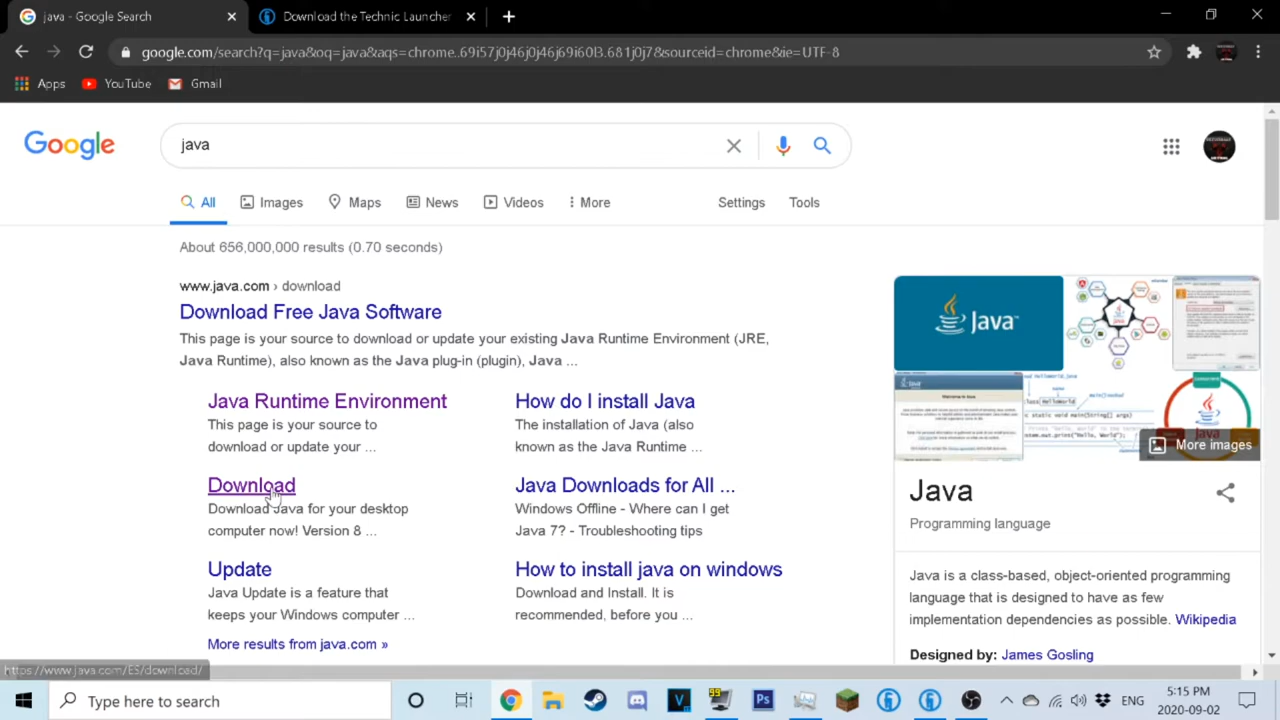 java - Google Search
Download the Technic Launcher
google.com/search?q=java&oq=java&aqs=chrome..69i57j0j46j0j46j69i60l3.681j0j7&sourceid=chrome&ie=UTF-8
Apps YouTube Gmail
Google
java
All Images Maps News Videos More Settings Tools
About 656,000,000 results (0.70 seconds)
www.java.com › download
Download Free Java Software
This page is your source to download or update your existing Java Runtime Environment (JRE,
Java Runtime), also known as the Java plug-in (plugin), Java ...
Java Runtime Environment
This page is your source to
download or update your ...
How do I install Java
The installation of Java (also
known as the Java Runtime ...
Download
Download Java for your desktop
computer now! Version 8 ...
Java Downloads for All ...
Windows Offline - Where can I get
Java 7? - Troubleshooting tips
Update
Java Update is a feature that
keeps your Windows computer ...
How to install java on windows
Download and Install. It is
recommended, before you ...
More results from java.com »
Java
More images
Java
Programming language
Java is a class-based, object-oriented programming
language that is designed to have as few
implementation dependencies as possible. Wikipedia
Designed by: James Gosling
https://www.java.com/ES/download/
Type here to search
ENG
5:15 PM
2020-09-02